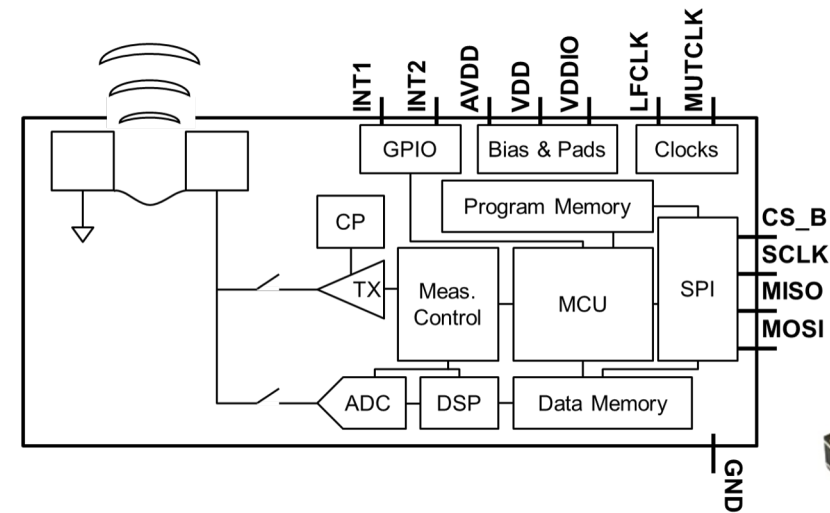 INT1
INT2
AVDD
VDD
VDDIO
LFCLK
MUTCLK
GPIO
Bias & Pads
Clocks
Program Memory
CP
CS_B
SCLK
MISO
MOSI
TX
Meas.
Control
MCU
SPI
ADC
DSP
Data Memory
GND